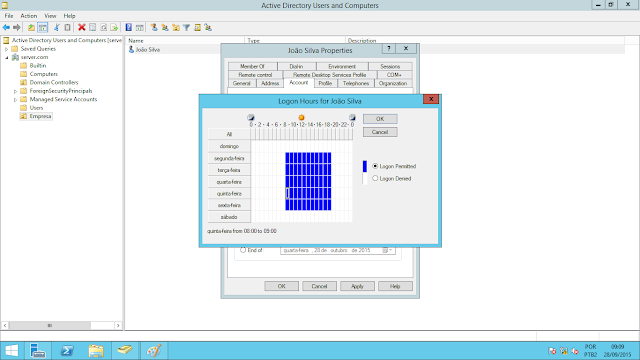 Active Directory Users and Computers
File Action View Help
Active Directory Users and Computers [server
Saved Queries
server.com
Builtin
Computers
Domain Controllers
ForeignSecurityPrincipals
Managed Service Accounts
Users
Empresa
Name Type Description
João Silva
João Silva Properties
Member Of Dial-in Environment Sessions
Remote control Remote Desktop Services Profile COM+
General Address Account Profile Telephones Organization
Logon Hours for João Silva
0 · 2 · 4 · 6 · 8 · 10 · 12 · 14 · 16 · 18 · 20 · 22 · 0
OK
Cancel
All
domingo
segunda-feira
terça-feira
quarta-feira
quinta-feira
sexta-feira
sábado
Logon Permitted
Logon Denied
quinta-feira from 08:00 to 09:00
End of: quarta-feira , 28 de outubro de 2015
OK Cancel Apply Help
POR 09:09
PTB2 28/09/2015